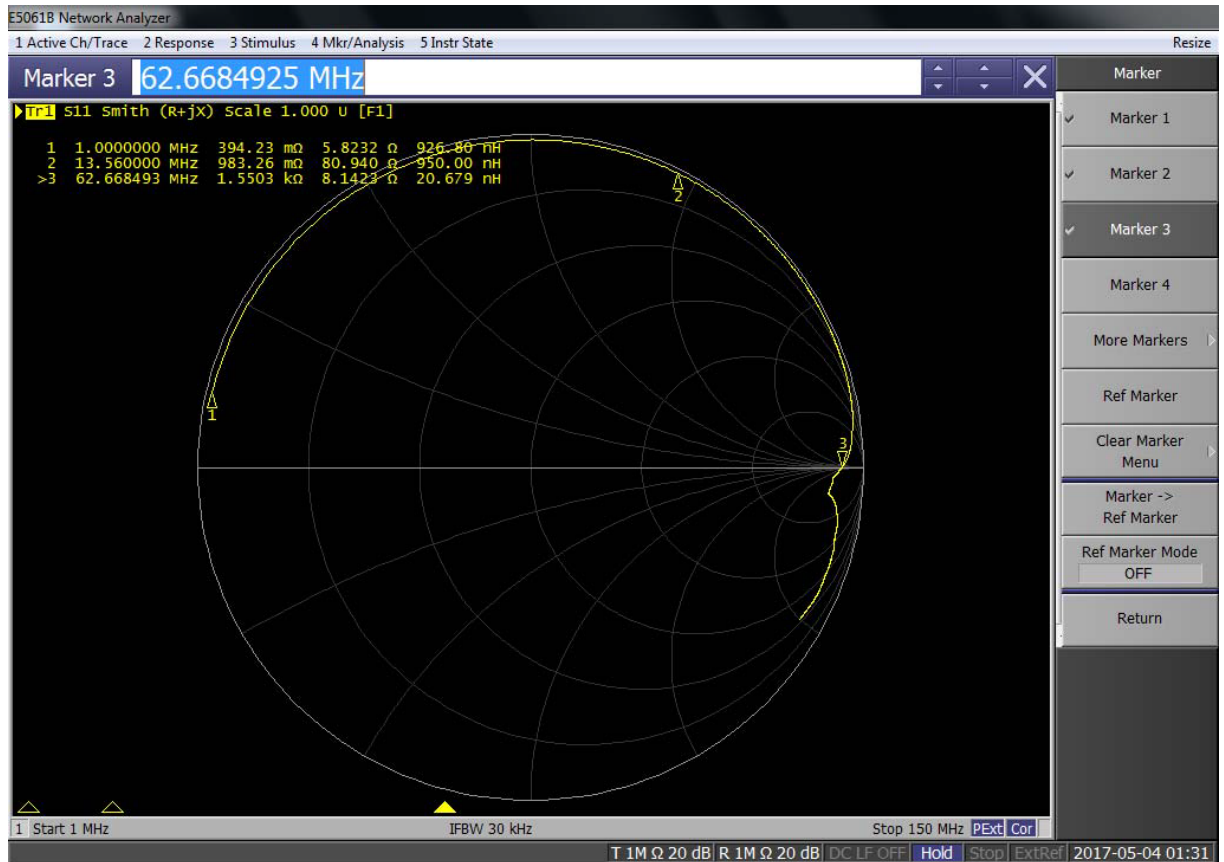 E5061B Network Analyzer
1 Active Ch/Trace 2 Response 3 Stimulus 4 Mkr/Analysis 5 Instr State Resize
Marker 3 62.6684925 MHz
Marker
Tr1 S11 Smith (R+jX) Scale 1.000 U [F1]
1 1.0000000 MHz 394.23 mΩ 5.8232 Ω 926.80 nH
2 13.560000 MHz 983.26 mΩ 80.940 Ω 950.00 nH
>3 62.668493 MHz 1.5503 kΩ 8.1423 Ω 20.679 nH
1
2
3
Marker 1
Marker 2
Marker 3
Marker 4
More Markers
Ref Marker
Clear Marker
Menu
Marker ->
Ref Marker
Ref Marker Mode
OFF
Return
1 Start 1 MHz IFBW 30 kHz Stop 150 MHz PExt Cor
T 1M Ω 20 dB R 1M Ω 20 dB DC LF OFF Hold Stop ExtRef 2017-05-04 01:31